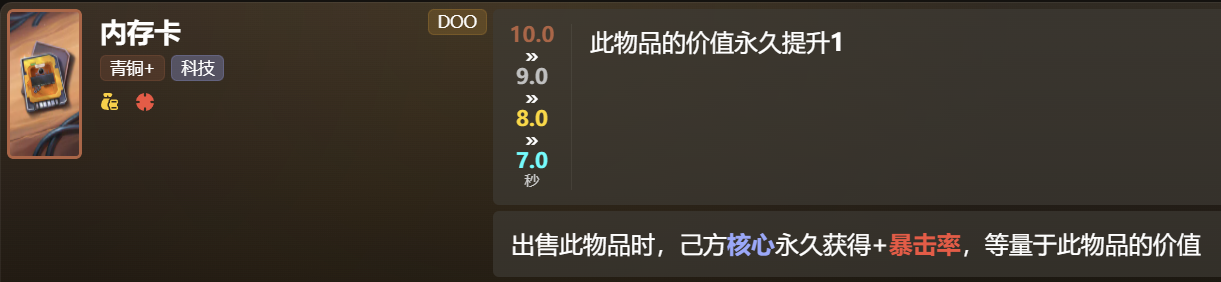 内存卡
DOO
青铜+
科技
10.0
»
9.0
»
8.0
»
7.0
秒
此物品的价值永久提升1
出售此物品时，己方核心永久获得+暴击率，等量于此物品的价值